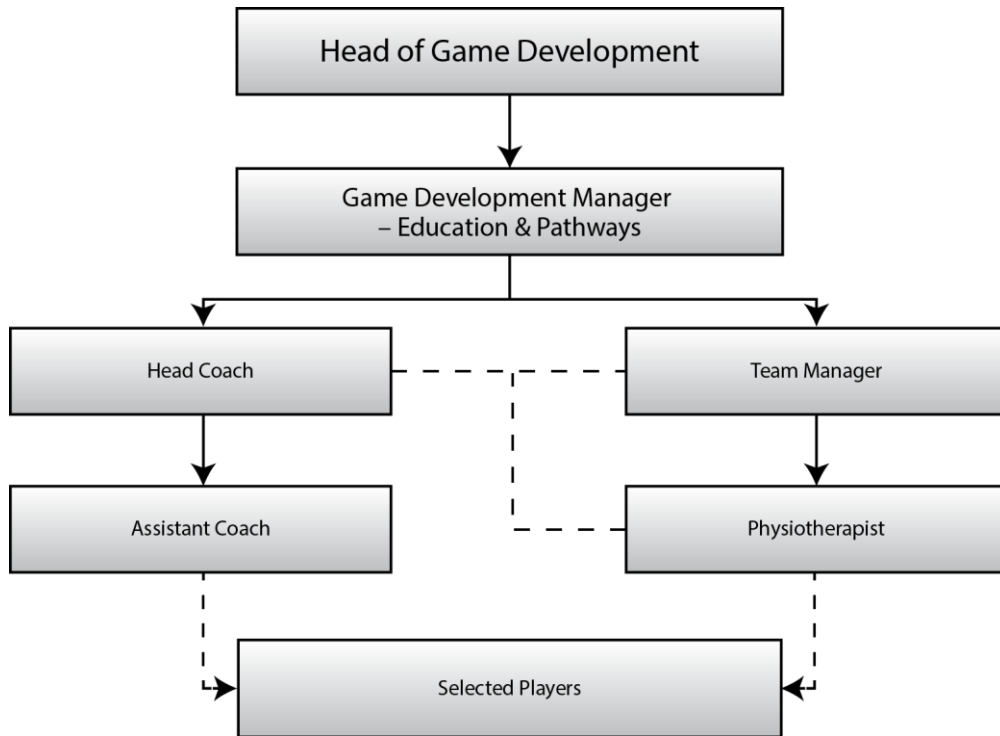 Head of Game Development
Game Development Manager
– Education & Pathways
Head Coach
Team Manager
Assistant Coach
Physiotherapist
Selected Players